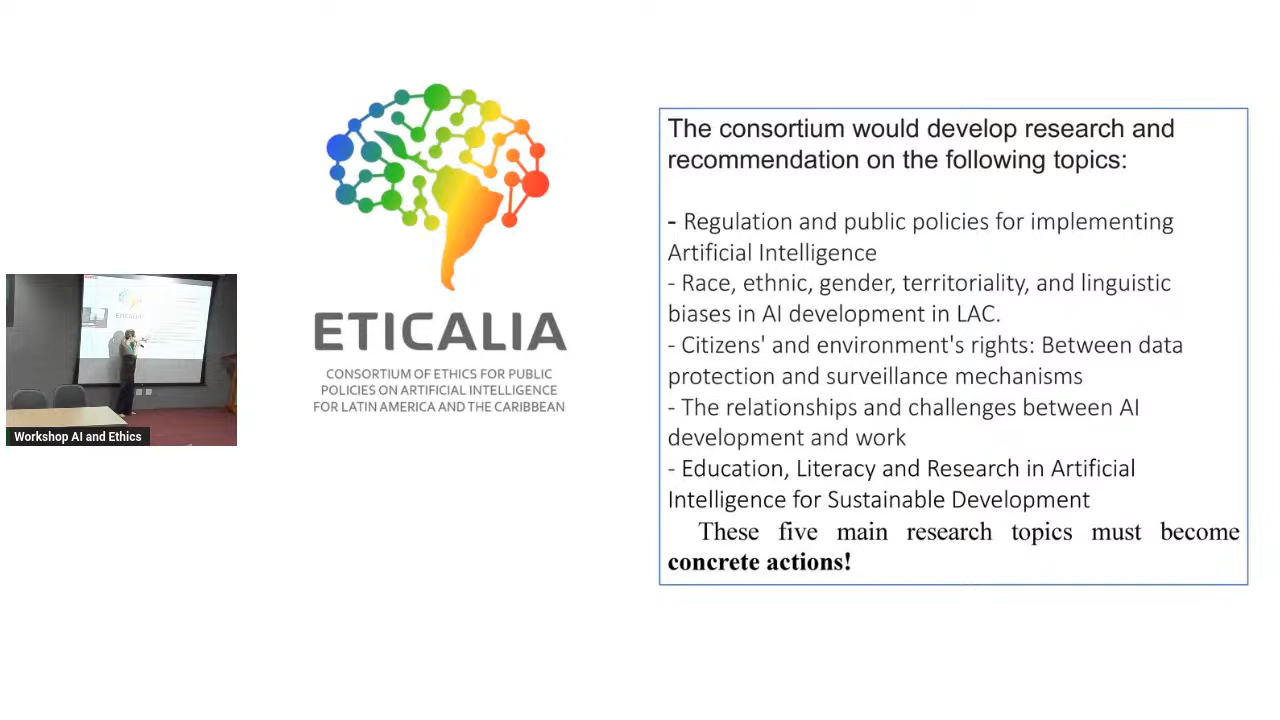 ETICALIA
CONSORTIUM OF ETHICS FOR PUBLIC
POLICIES ON ARTIFICIAL INTELLIGENCE
FOR LATIN AMERICA AND THE CARIBBEAN
Workshop AI and Ethics
The consortium would develop research and
recommendation on the following topics:
- Regulation and public policies for implementing
Artificial Intelligence
- Race, ethnic, gender, territoriality, and linguistic
biases in AI development in LAC.
- Citizens' and environment's rights: Between data
protection and surveillance mechanisms
- The relationships and challenges between AI
development and work
- Education, Literacy and Research in Artificial
Intelligence for Sustainable Development
These five main research topics must become
concrete actions!